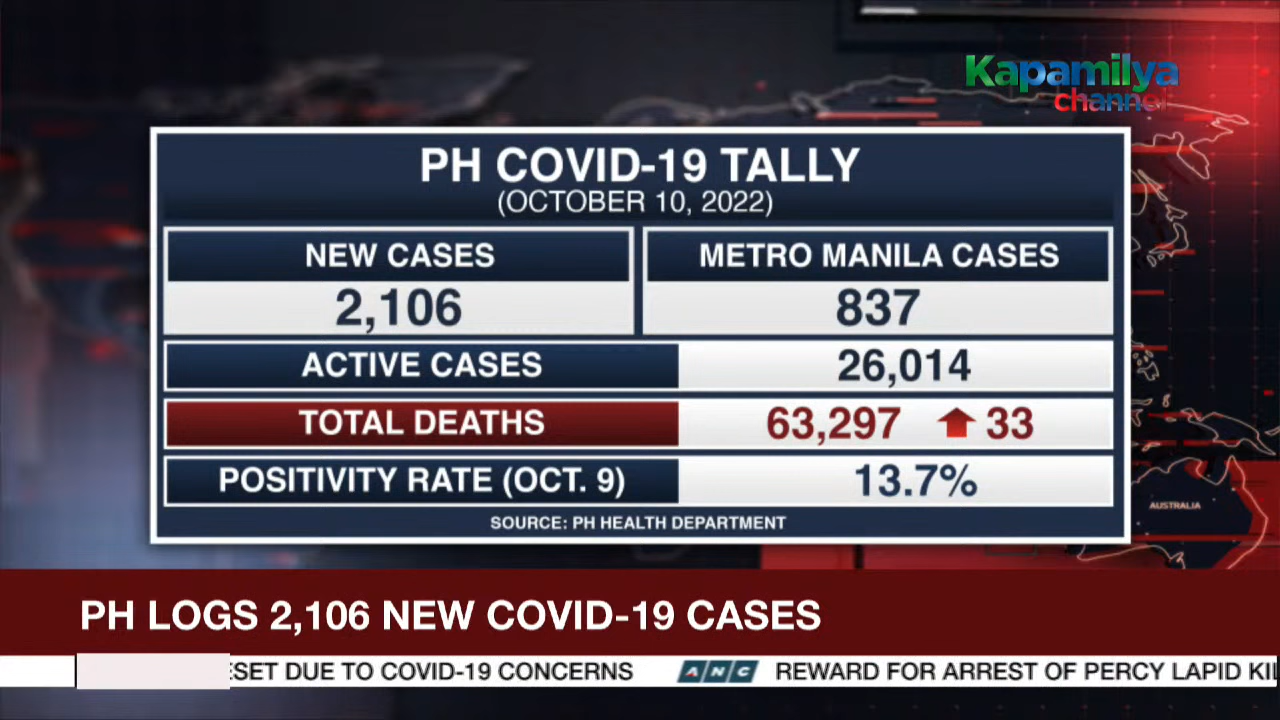 Kapamilya
channel
PH COVID-19 TALLY
(OCTOBER 10, 2022)
NEW CASES
2,106
METRO MANILA CASES
837
ACTIVE CASES
26,014
TOTAL DEATHS
63,297 33
POSITIVITY RATE (OCT. 9)
13.7%
SOURCE: PH HEALTH DEPARTMENT
AUSTRALIA
PH LOGS 2,106 NEW COVID-19 CASES
DUE TO COVID-19 CONCERNS ANC REWARD FOR ARREST OF PERCY LAPID